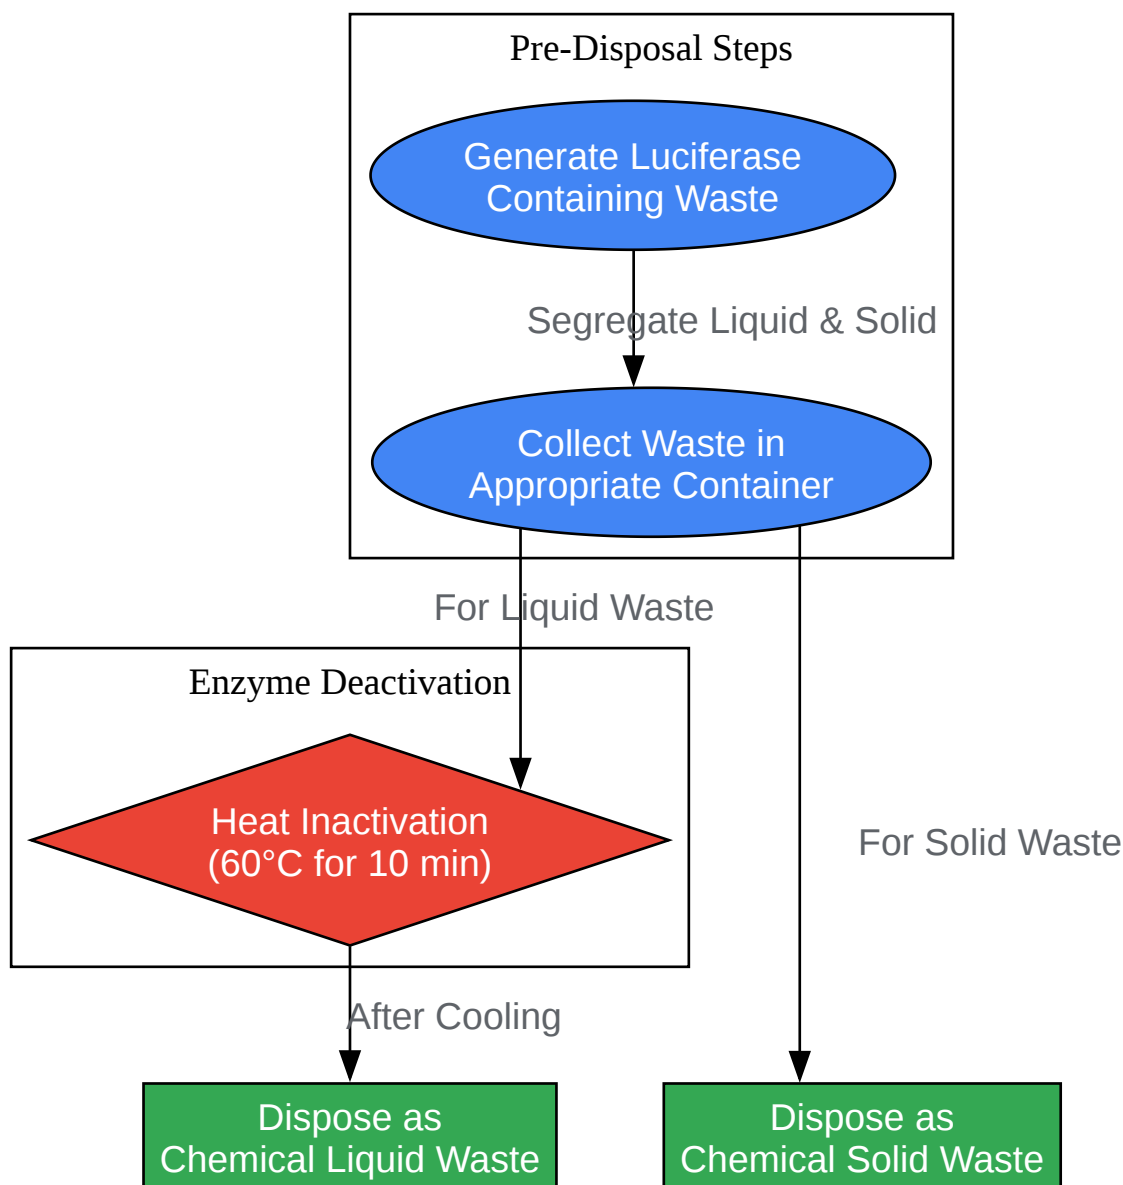 Pre-Disposal Steps
Generate Luciferase
Containing Waste
Segregate Liquid & Solid
Collect Waste in
Appropriate Container
For Liquid Waste
Enzyme Deactivation
Heat Inactivation
(60°C for 10 min)
For Solid Waste
After Cooling
Dispose as
Chemical Liquid Waste
Dispose as
Chemical Solid Waste